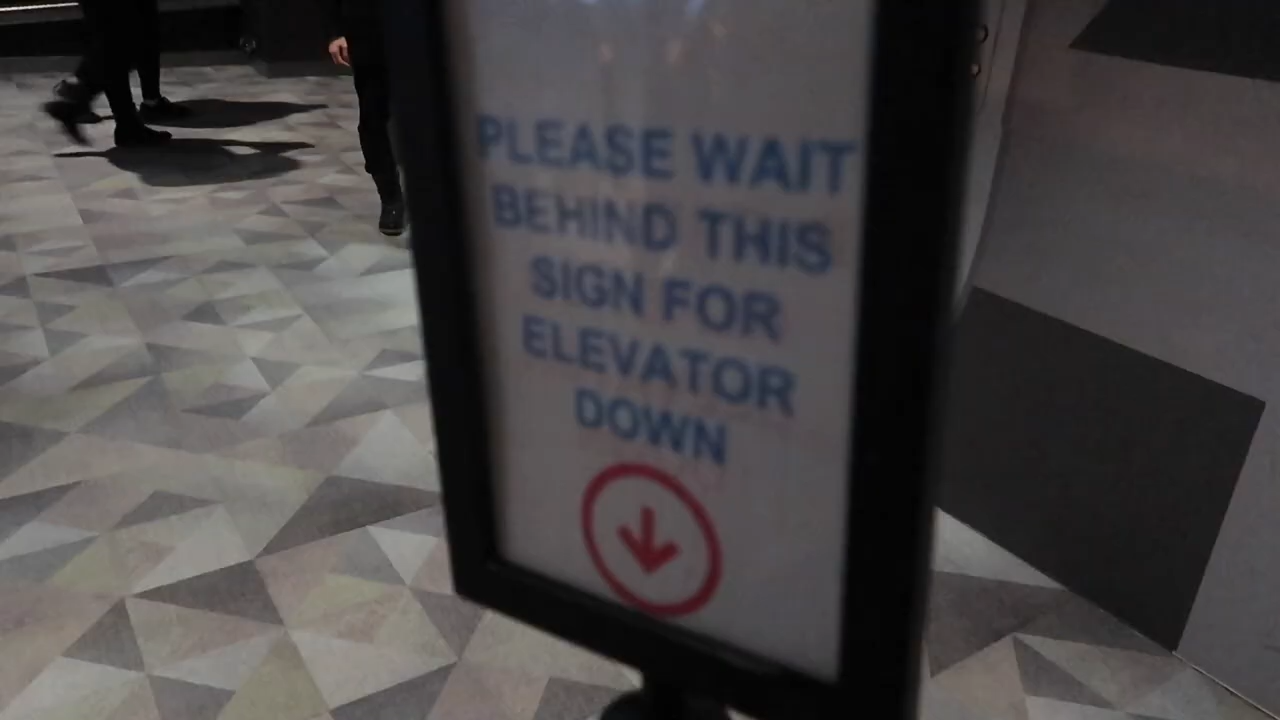 PLEASE WAIT
BEHIND THIS
SIGN FOR
ELEVATOR
DOWN